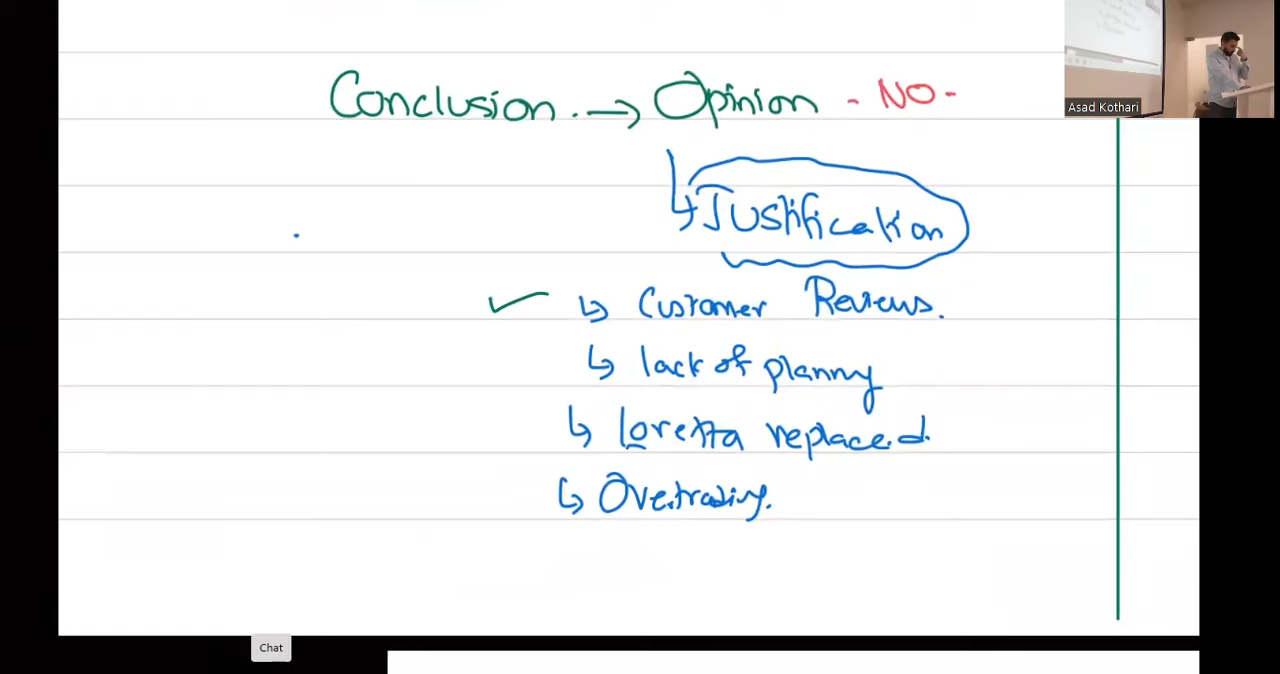 Conclusion. → Opinion - NO -
Asad Kothari
↳ Justification
✓ ↳ Customer Reviews.
↳ lack of planny
↳ Loretta replaced.
↳ Overtrading.
Chat